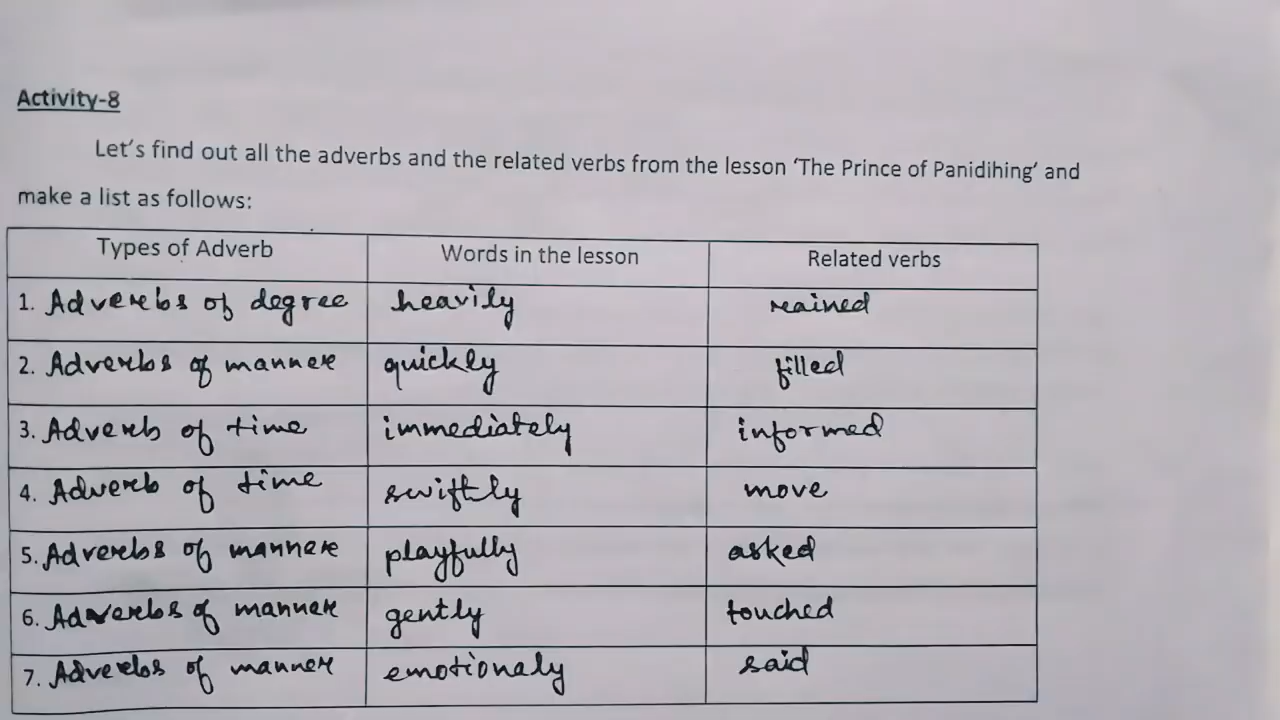 Activity-8
Let's find out all the adverbs and the related verbs from the lesson 'The Prince of Panidihing' and
make a list as follows:
Types of Adverb Words in the lesson Related verbs
1. Adverbs of degree heavily rained
2. Adverbs of manner quickly filled
3. Adverb of time immediately informed
4. Adverb of time swiftly move
5. Adverbs of manner playfully asked
6. Adverbs of manner gently touched
7. Adverbs of manner emotionaly said